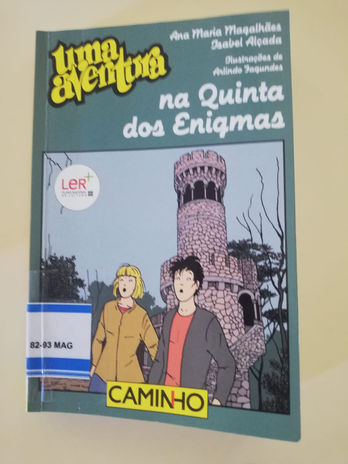 Ana Maria Magalhães
Isabel Alçada
Ilustrações de
Arlindo Fagundes
uma
aventura
na Quinta
dos Enigmas
LER+
82-93 MAG
CAMINHO